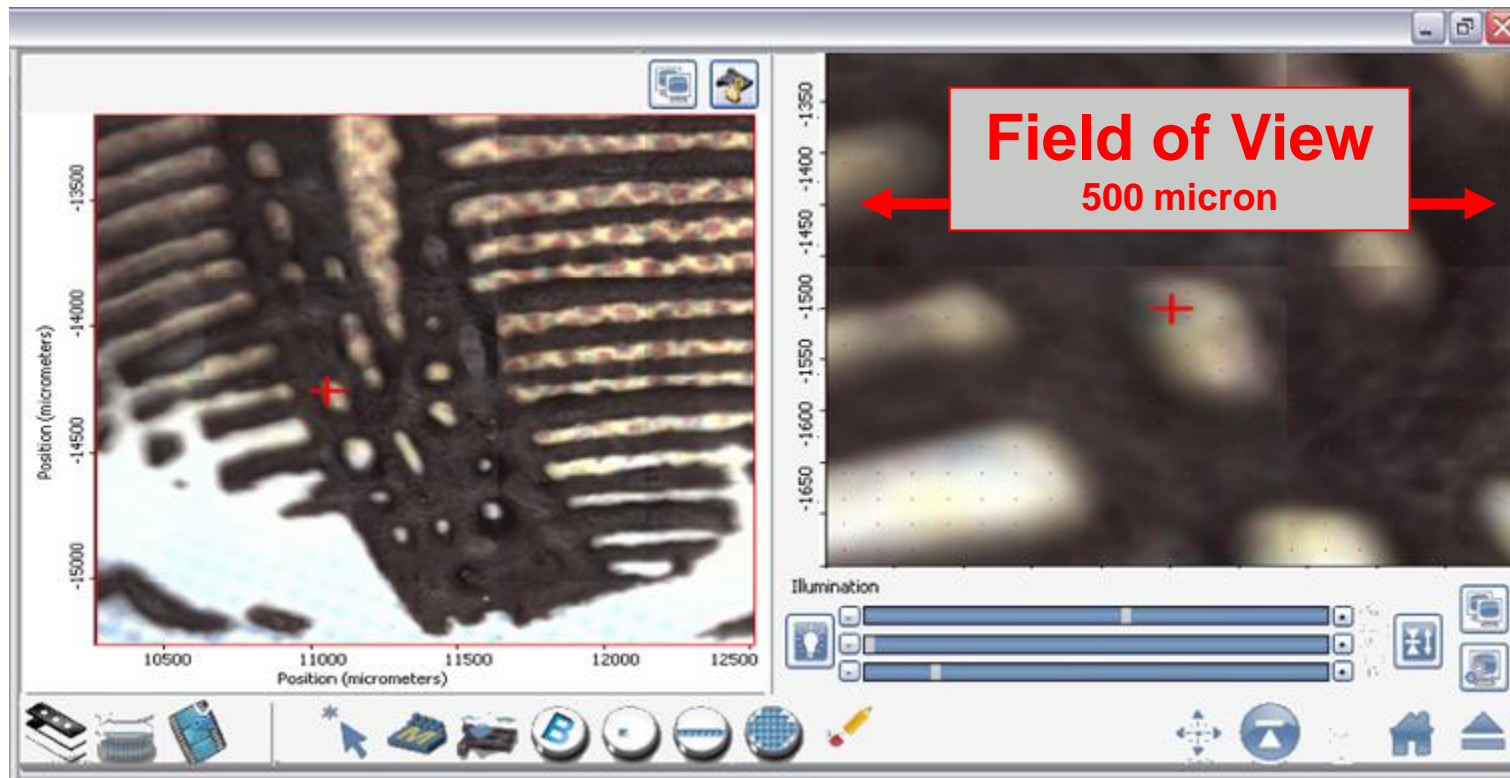 Field of View
500 micron
-13500
-14000
-14500
-15000
Position (micrometers)
10500 11000 11500 12000 12500
Position (micrometers)
-1350
-1400
-1450
-1500
-1550
-1600
-1650
Illumination
M
B